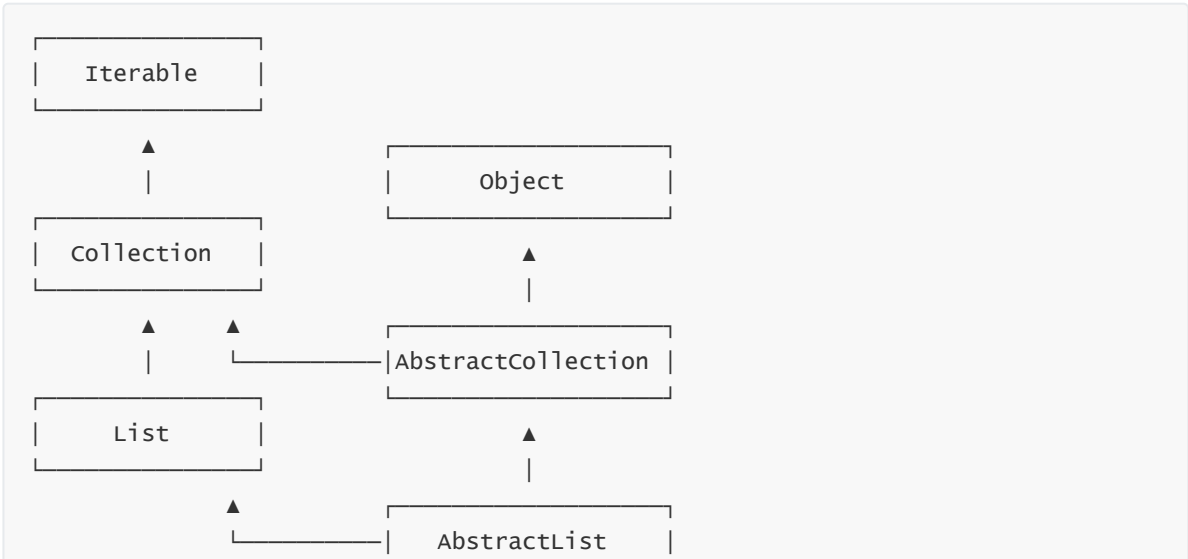 Iterable
Object
Collection
AbstractCollection
List
AbstractList